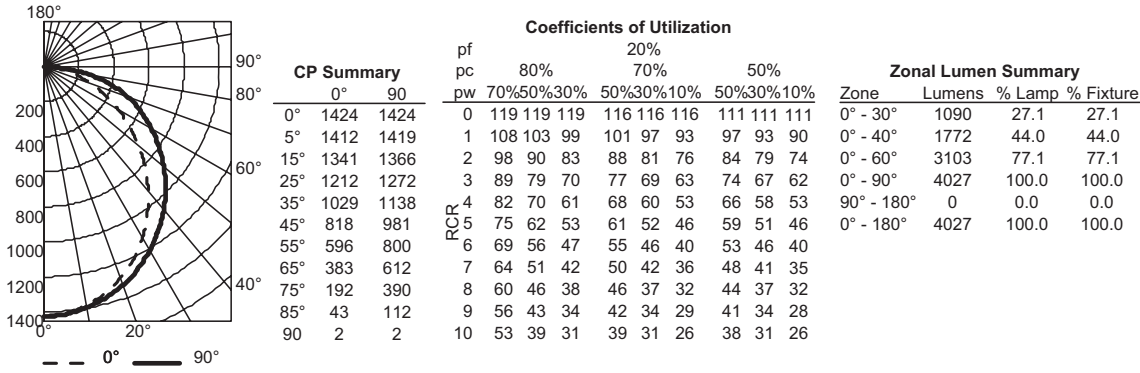 180°
90°
80°
60°
40°
20°
0°
200
400
600
800
1000
1200
1400
0° 90°
CP Summary
0° 90
0° 1424 1424
5° 1412 1419
15° 1341 1366
25° 1212 1272
35° 1029 1138
45° 818 981
55° 596 800
65° 383 612
75° 192 390
85° 43 112
90 2 2
Coefficients of Utilization
pf 20%
pc 80% 70% 50%
pw 70%50%30% 50%30%10% 50%30%10%
RCR
0 119 119 119 116 116 116 111 111 111
1 108 103 99 101 97 93 97 93 90
2 98 90 83 88 81 76 84 79 74
3 89 79 70 77 69 63 74 67 62
4 82 70 61 68 60 53 66 58 53
5 75 62 53 61 52 46 59 51 46
6 69 56 47 55 46 40 53 46 40
7 64 51 42 50 42 36 48 41 35
8 60 46 38 46 37 32 44 37 32
9 56 43 34 42 34 29 41 34 28
10 53 39 31 39 31 26 38 31 26
Zonal Lumen Summary
Zone Lumens % Lamp % Fixture
0° - 30° 1090 27.1 27.1
0° - 40° 1772 44.0 44.0
0° - 60° 3103 77.1 77.1
0° - 90° 4027 100.0 100.0
90° - 180° 0 0.0 0.0
0° - 180° 4027 100.0 100.0